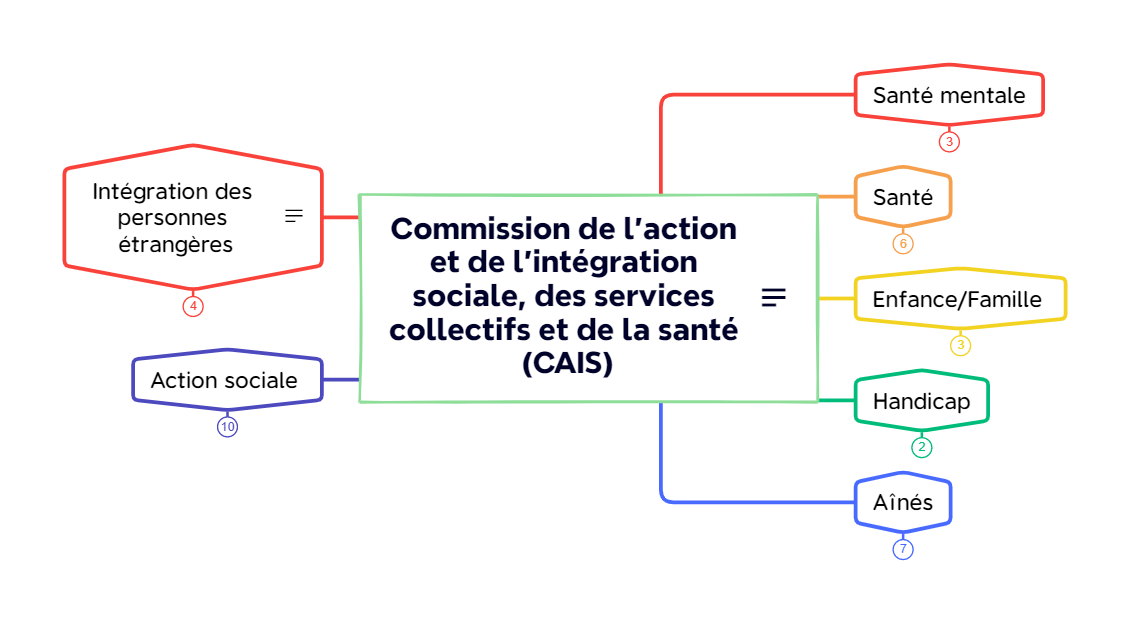 Commission de l'action
et de l'intégration
sociale, des services
collectifs et de la santé
(CAIS)
Santé mentale
3
Santé
6
Enfance/Famille
3
Handicap
2
Aînés
7
Intégration des
personnes
étrangères
4
Action sociale
10